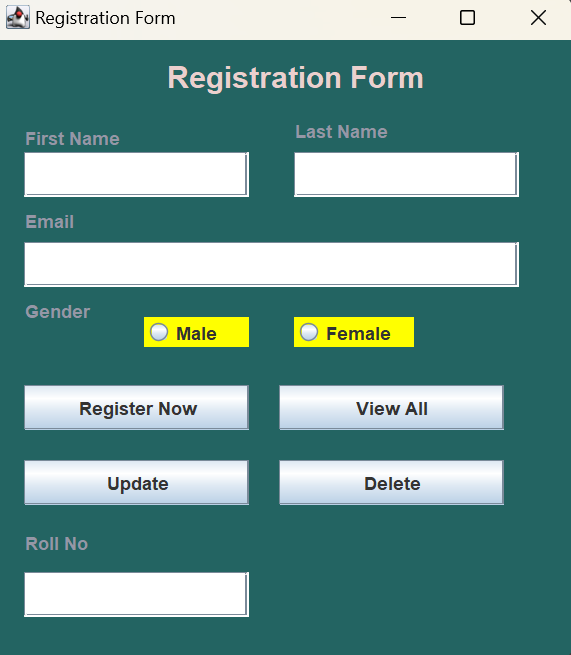 Registration Form
Registration Form
First Name
Last Name
Email
Gender
Male
Female
Register Now
View All
Update
Delete
Roll No